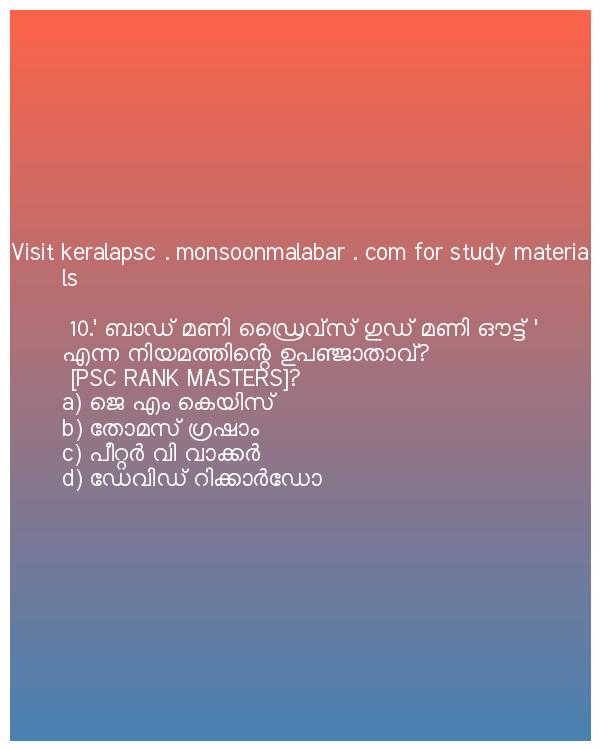 Visit keralapsc . monsoonmalabar . com for study materia
ls
10.' ബാഡ് മണി ഡ്രൈവ്സ് ഗുഡ് മണി ഔട്ട് '
എന്ന നിയമത്തിന്റെ ഉപജ്ഞാതാവ്?
[PSC RANK MASTERS]?
a) ജെ എം കെയിസ്
b) തോമസ് ഗ്രഷാം
c) പീറ്റർ വി വാക്കർ
d) ഡേവിഡ് റിക്കാർഡോ